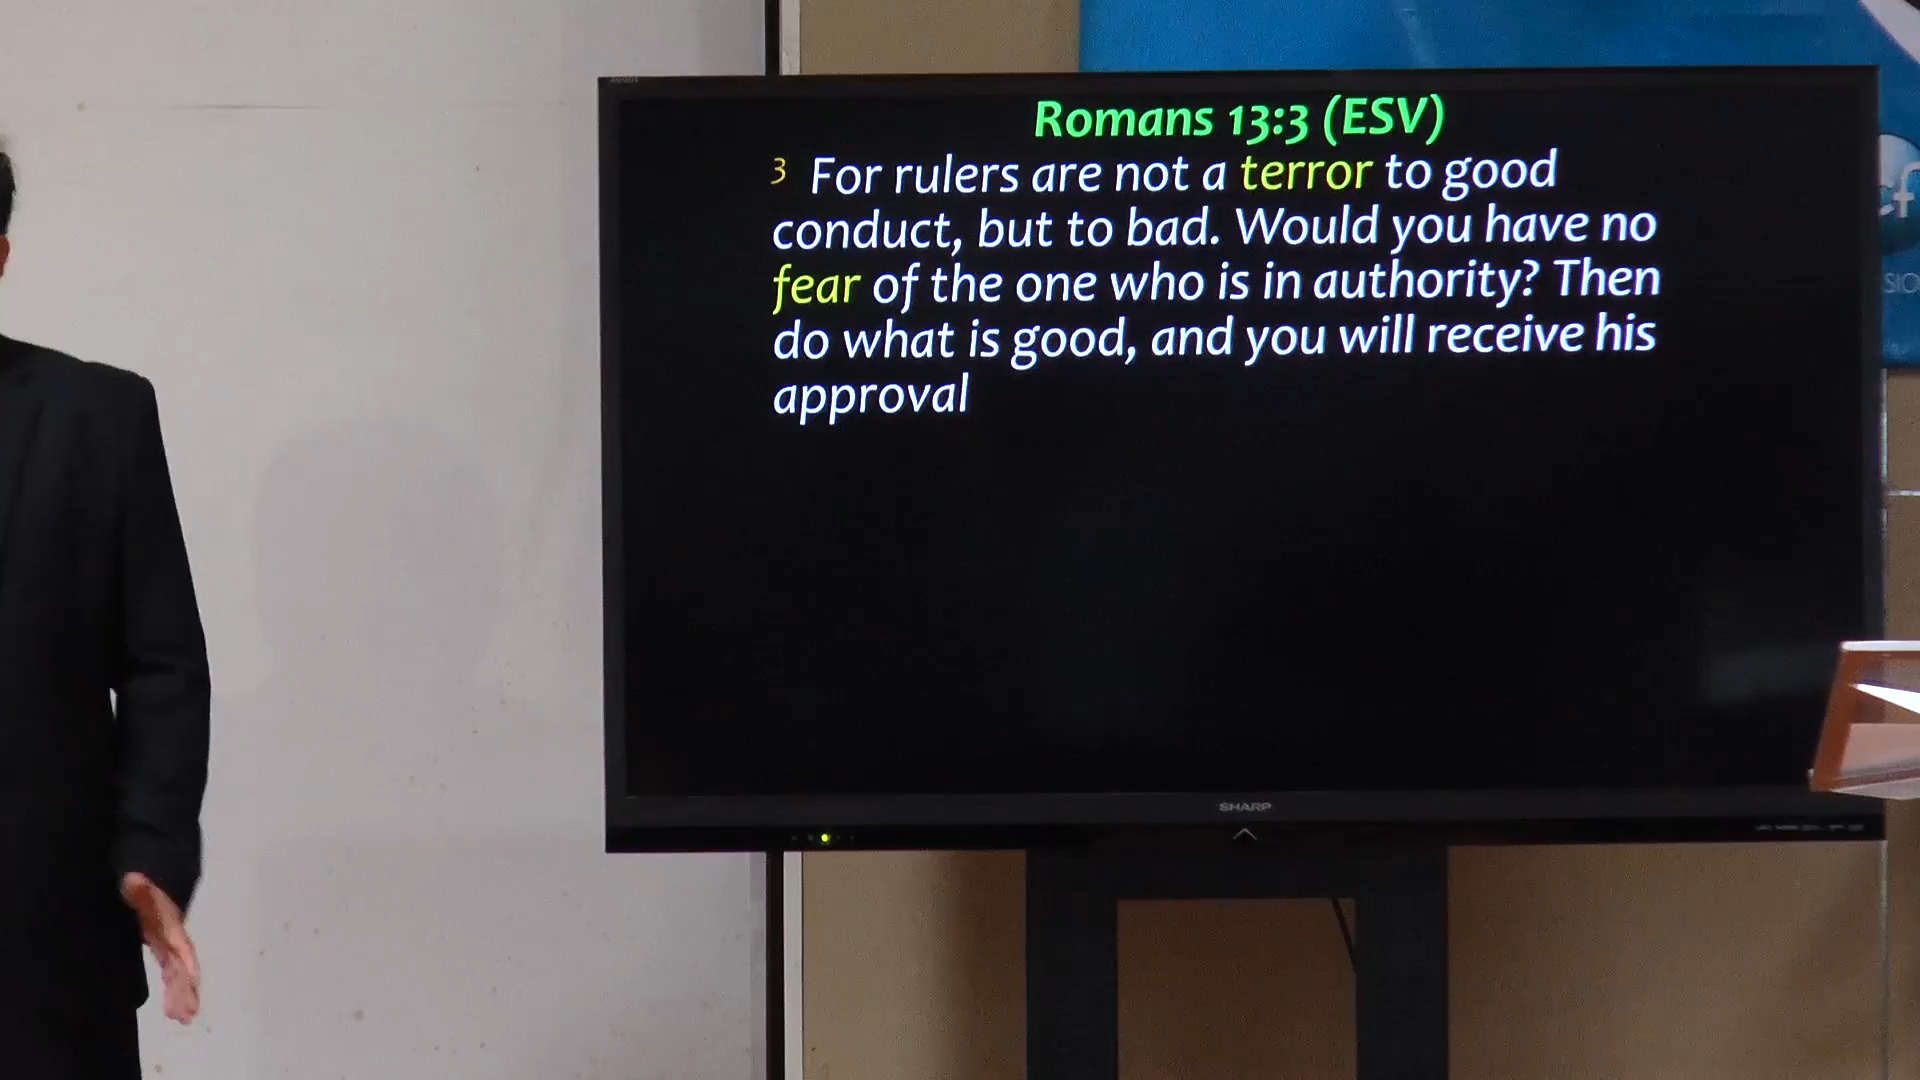 Romans 13:3 (ESV)
3 For rulers are not a terror to good
conduct, but to bad. Would you have no
fear of the one who is in authority? Then
do what is good, and you will receive his
approval
SHARP
cf
SIO